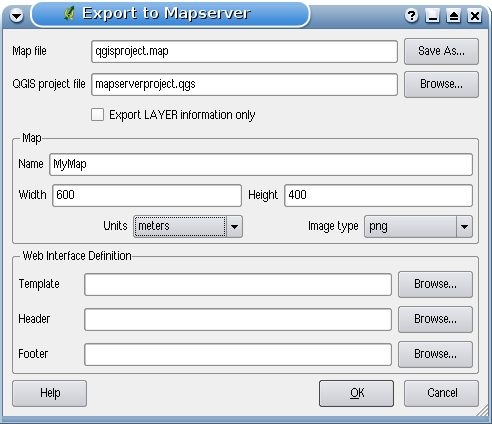 Export to Mapserver
Map file qgisproject.map Save As...
QGIS project file mapserverproject.qgs Browse...
Export LAYER information only
Map
Name MyMap
Width 600 Height 400
Units meters Image type png
Web Interface Definition
Template Browse...
Header Browse...
Footer Browse...
Help OK Cancel